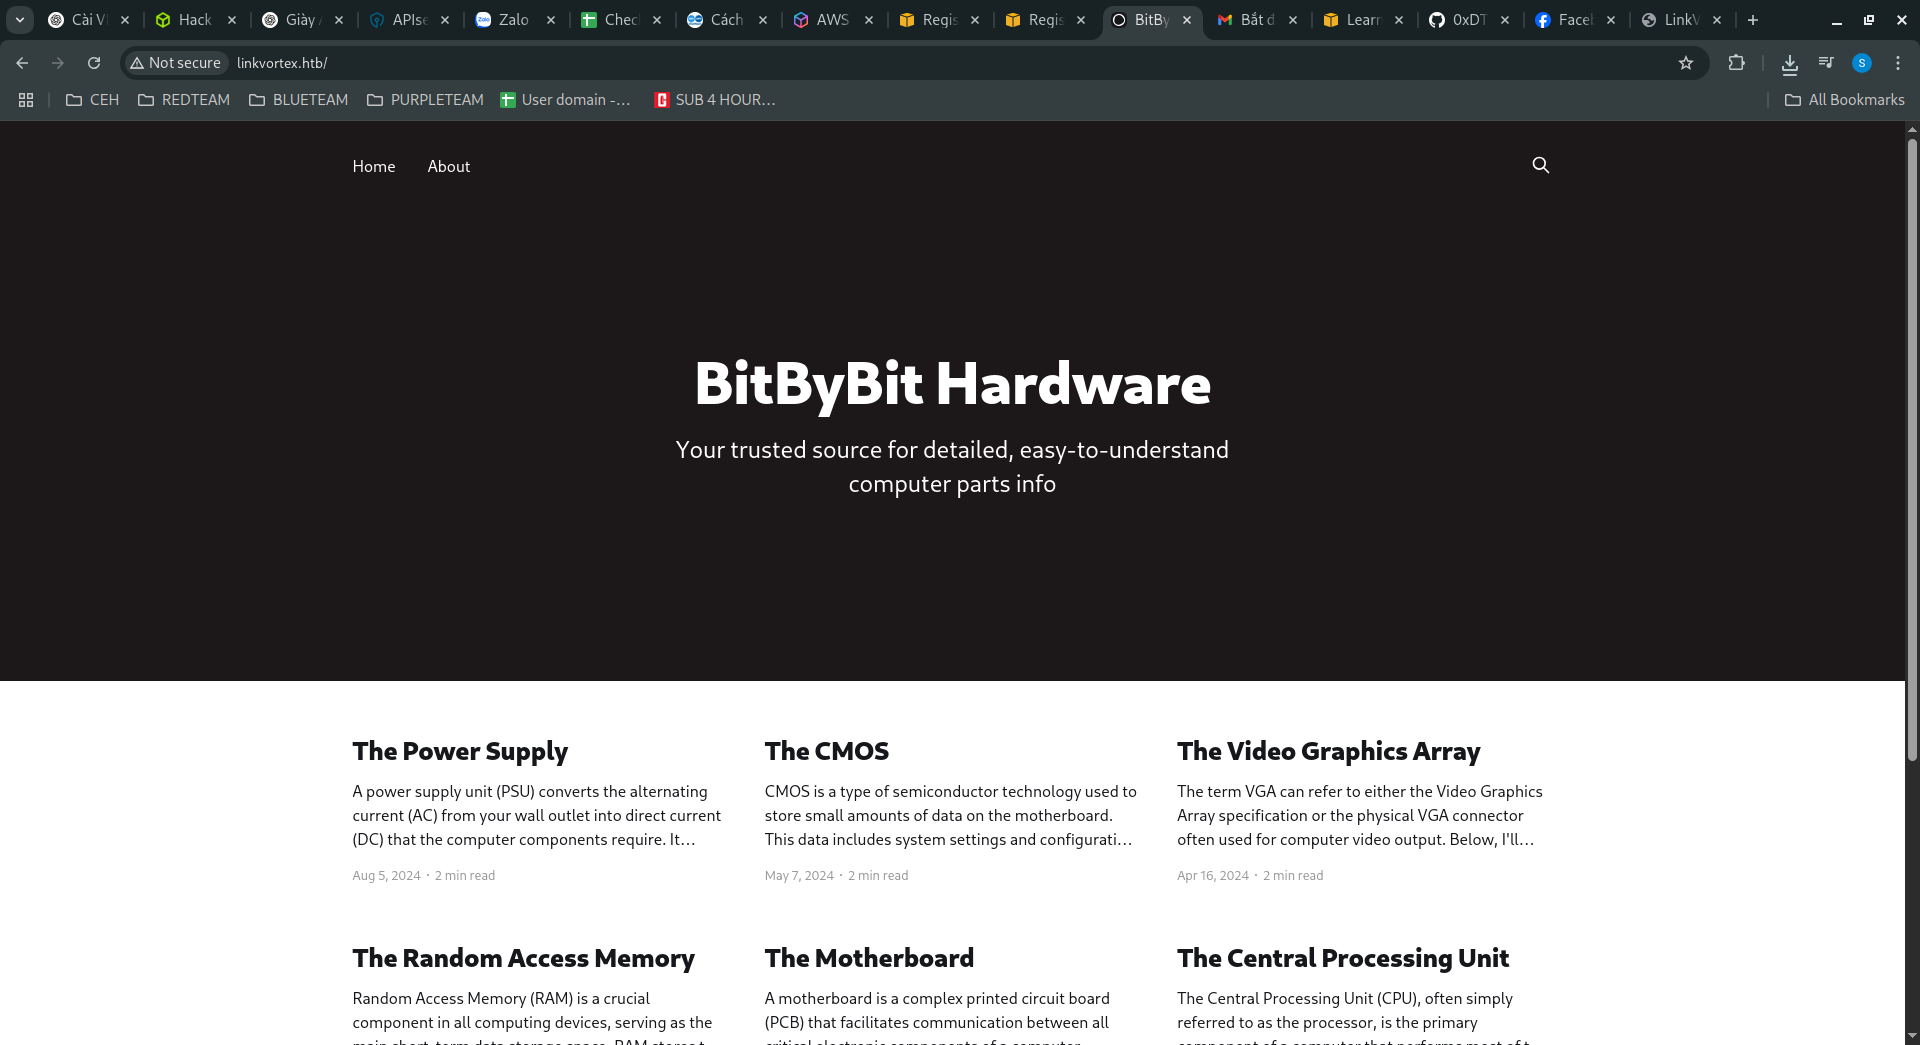 Cài V
Hack
Giày
APIse
Zalo
Chec
Cách
AWS
Regis
Regis
BitBy
Bắt đ
Learn
0xDT
Facel
LinkV
Not secure
linkvortex.htb/
S
CEH
REDTEAM
BLUETEAM
PURPLETEAM
User domain -...
SUB 4 HOUR...
All Bookmarks
Home
About
BitByBit Hardware
Your trusted source for detailed, easy-to-understand
computer parts info
The Power Supply
A power supply unit (PSU) converts the alternating
current (AC) from your wall outlet into direct current
(DC) that the computer components require. It...
Aug 5, 2024 · 2 min read
The CMOS
CMOS is a type of semiconductor technology used to
store small amounts of data on the motherboard.
This data includes system settings and configurati...
May 7, 2024 · 2 min read
The Video Graphics Array
The term VGA can refer to either the Video Graphics
Array specification or the physical VGA connector
often used for computer video output. Below, I'll...
Apr 16, 2024 · 2 min read
The Random Access Memory
Random Access Memory (RAM) is a crucial
component in all computing devices, serving as the
The Motherboard
A motherboard is a complex printed circuit board
(PCB) that facilitates communication between all
The Central Processing Unit
The Central Processing Unit (CPU), often simply
referred to as the processor, is the primary